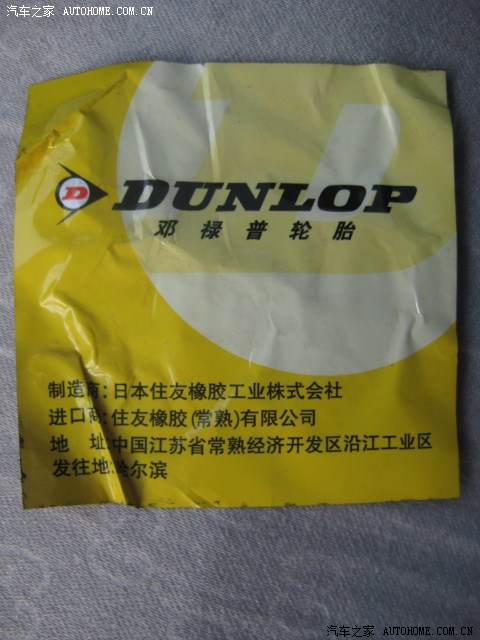 汽车之家 AUTOHOME.COM.CN
D DUNLOP
邓禄普轮胎
制造商:日本住友橡胶工业株式会社
进口商:住友橡胶(常熟)有限公司
地 址:中国江苏省常熟经济开发区沿江工业区
发往地:哈尔滨
汽车之家 AUTOHOME.COM.CN